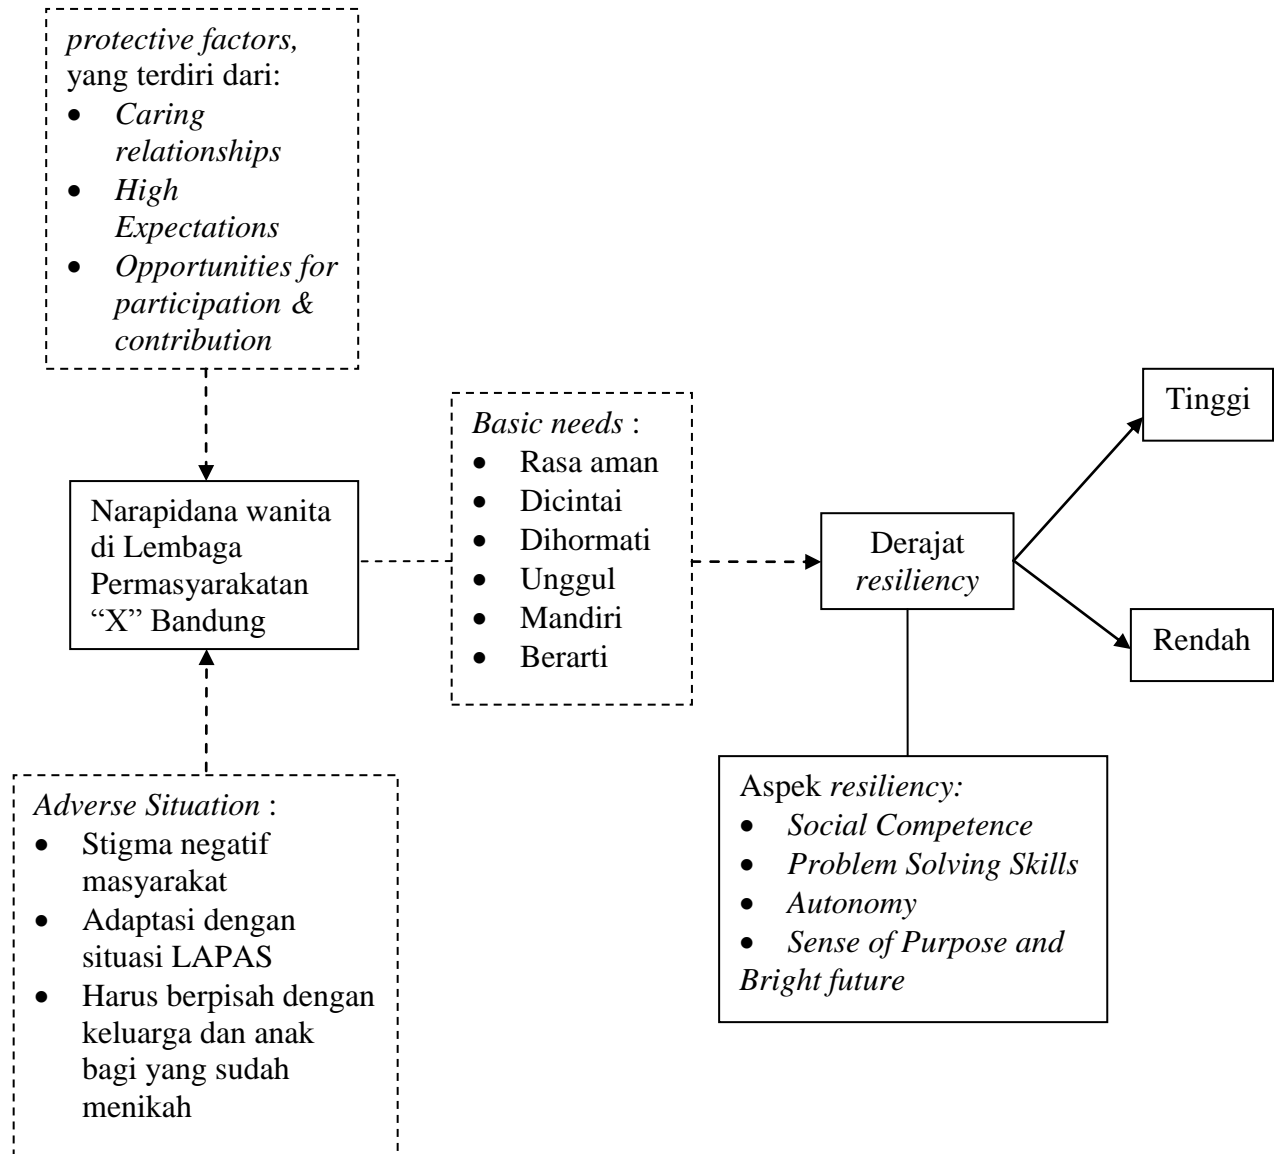 protective factors,
yang terdiri dari:
• Caring
relationships
• High
Expectations
• Opportunities for
participation &
contribution
Narapidana wanita
di Lembaga
Permasyarakatan
“X” Bandung
Adverse Situation :
• Stigma negatif
masyarakat
• Adaptasi dengan
situasi LAPAS
• Harus berpisah dengan
keluarga dan anak
bagi yang sudah
menikah
Basic needs :
• Rasa aman
• Dicintai
• Dihormati
• Unggul
• Mandiri
• Berarti
Derajat
resiliency
Aspek resiliency:
• Social Competence
• Problem Solving Skills
• Autonomy
• Sense of Purpose and
Bright future
Tinggi
Rendah